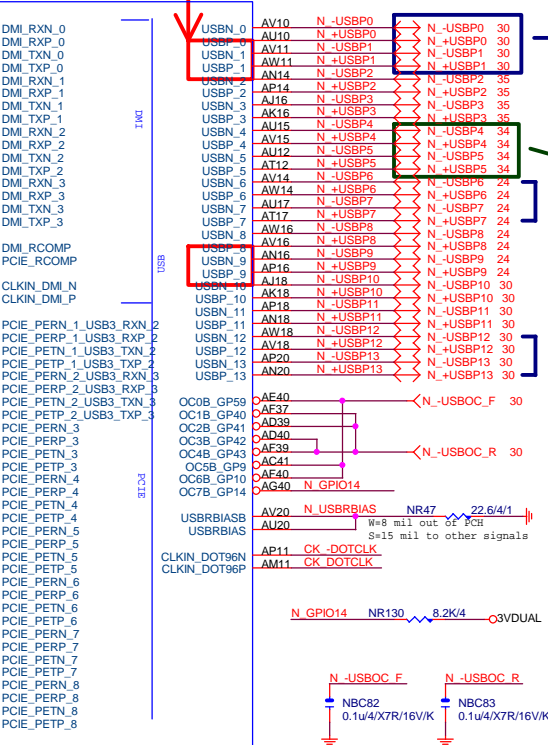 DMI_RXN_0
DMI_RXP_0
DMI_TXN_0
DMI_TXP_0
DMI_RXN_1
DMI_RXP_1
DMI_TXN_1
DMI_TXP_1
DMI_RXN_2
DMI_RXP_2
DMI_TXN_2
DMI_TXP_2
DMI_RXN_3
DMI_RXP_3
DMI_TXN_3
DMI_TXP_3
DMI_RCOMP
PCIE_RCOMP
CLKIN_DMI_N
CLKIN_DMI_P
PCIE_PERN_1_USB3_RXN_2
PCIE_PERP_1_USB3_RXP_2
PCIE_PETN_1_USB3_TXN_2
PCIE_PETP_1_USB3_TXP_2
PCIE_PERN_2_USB3_RXN_3
PCIE_PERP_2_USB3_RXP_3
PCIE_PETN_2_USB3_TXN_3
PCIE_PETP_2_USB3_TXP_3
PCIE_PERN_3
PCIE_PERP_3
PCIE_PETN_3
PCIE_PETP_3
PCIE_PERN_4
PCIE_PERP_4
PCIE_PETN_4
PCIE_PETP_4
PCIE_PERN_5
PCIE_PERP_5
PCIE_PETN_5
PCIE_PETP_5
PCIE_PERN_6
PCIE_PERP_6
PCIE_PETN_6
PCIE_PETP_6
PCIE_PERN_7
PCIE_PERP_7
PCIE_PETN_7
PCIE_PETP_7
PCIE_PERN_8
PCIE_PERP_8
PCIE_PETN_8
PCIE_PETP_8
DMI
USB
PCIE
USBN_0 AV10 N_-USBP0 N_-USBP0 30
USBP_0 AU10 N_+USBP0 N_+USBP0 30
USBN_1 AV11 N_-USBP1 N_-USBP1 30
USBP_1 AW11 N_+USBP1 N_+USBP1 30
USBN_2 AN14 N_-USBP2 N_-USBP2 35
USBP_2 AP14 N_+USBP2 N_+USBP2 35
USBN_3 AJ16 N_-USBP3 N_-USBP3 35
USBP_3 AK16 N_+USBP3 N_+USBP3 35
USBN_4 AU15 N_-USBP4 N_-USBP4 34
USBP_4 AV15 N_+USBP4 N_+USBP4 34
USBN_5 AU12 N_-USBP5 N_-USBP5 34
USBP_5 AT12 N_+USBP5 N_+USBP5 34
USBN_6 AV14 N_-USBP6 N_-USBP6 24
USBP_6 AW14 N_+USBP6 N_+USBP6 24
USBN_7 AU17 N_-USBP7 N_-USBP7 24
USBP_7 AT17 N_+USBP7 N_+USBP7 24
USBN_8 AW16 N_-USBP8 N_-USBP8 24
USBP_8 AV16 N_+USBP8 N_+USBP8 24
USBN_9 AN16 N_-USBP9 N_-USBP9 24
USBP_9 AP16 N_+USBP9 N_+USBP9 24
USBN_10 AJ18 N_-USBP10 N_-USBP10 30
USBP_10 AK18 N_+USBP10 N_+USBP10 30
USBN_11 AP18 N_-USBP11 N_-USBP11 30
USBP_11 AN18 N_+USBP11 N_+USBP11 30
USBN_12 AW18 N_-USBP12 N_-USBP12 30
USBP_12 AV18 N_+USBP12 N_+USBP12 30
USBN_13 AP20 N_-USBP13 N_-USBP13 30
USBP_13 AN20 N_+USBP13 N_+USBP13 30
OC0B_GP59 AE40 N_-USBOC_F 30
OC1B_GP40 AF37
OC2B_GP41 AD39
OC3B_GP42 AD40
OC4B_GP43 AF39 N_-USBOC_R 30
OC5B_GP9 AC41
OC6B_GP10 AF40
OC7B_GP14 AG40 N_GPIO14
USBRBIASB AV20 N_USBRBIAS NR47 22.6/4/1
USBRBIAS AU20
W=8 mil out of PCH
S=15 mil to other signals
CLKIN_DOT96N AP11 CK_-DOTCLK
CLKIN_DOT96P AM11 CK_DOTCLK
N_GPIO14 NR130 8.2K/4 3VDUAL
N_-USBOC_F N_-USBOC_R
NBC82 NBC83
0.1u/4/X7R/16V/K 0.1u/4/X7R/16V/K